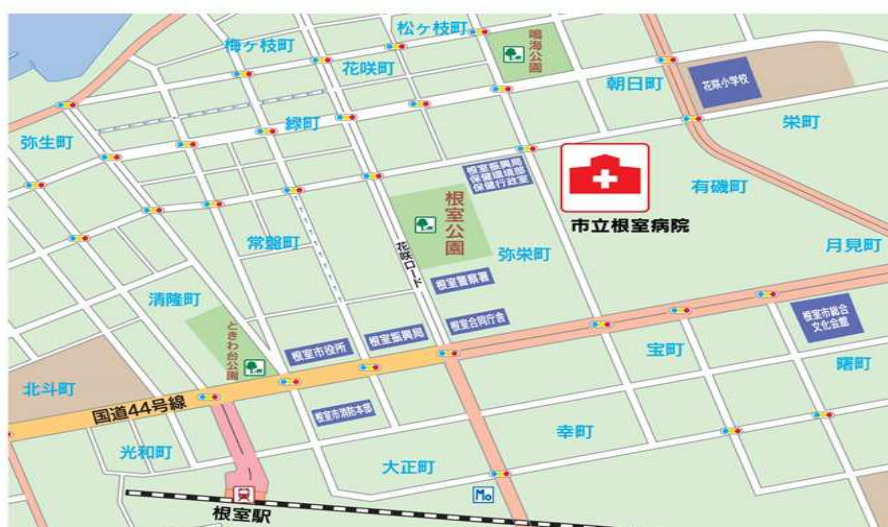 松ヶ枝町
梅ヶ枝町
鳴海公園
花咲町
朝日町
花咲小学校
栄町
緑町
弥生町
根室振興局
保健環境部
保健行政室
有磯町
根室公園
市立根室病院
常盤町
花咲ロード
弥栄町
月見町
根室警察署
清隆町
ときわ台公園
根室市役所
根室振興局
根室合同庁舎
根室市総合
文化会館
宝町
曙町
北斗町
国道44号線
根室市消防本部
光和町
大正町
幸町
Mo
根室駅